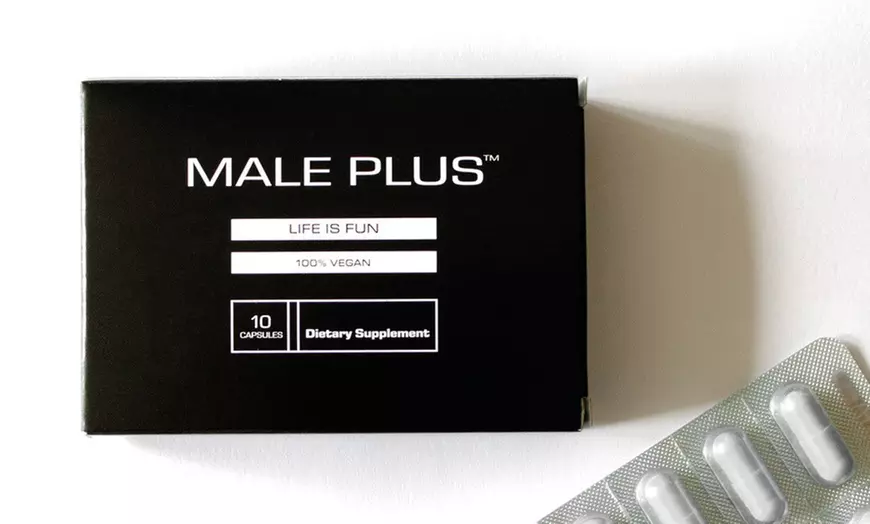 MALE PLUS™
LIFE IS FUN
100% VEGAN
10
CAPSULES
Dietary Supplement